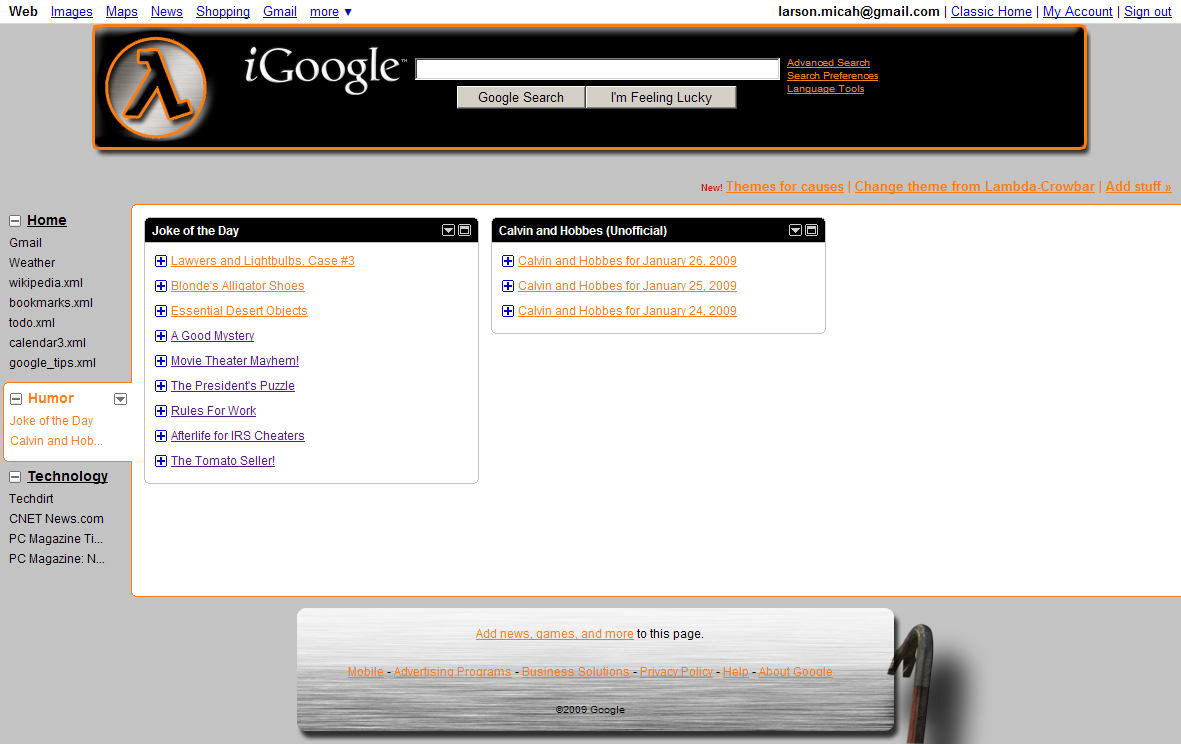 Web Images Maps News Shopping Gmail more ▼
larson.micah@gmail.com | Classic Home | My Account | Sign out
iGoogle™
Advanced Search
Search Preferences
Language Tools
Google Search I'm Feeling Lucky
New! Themes for causes | Change theme from Lambda-Crowbar | Add stuff »
Home
Gmail
Weather
wikipedia.xml
bookmarks.xml
todo.xml
calendar3.xml
google_tips.xml
Humor
Joke of the Day
Calvin and Hob...
Technology
Techdirt
CNET News.com
PC Magazine Ti...
PC Magazine: N...
Joke of the Day
Lawyers and Lightbulbs, Case #3
Blonde's Alligator Shoes
Essential Desert Objects
A Good Mystery
Movie Theater Mayhem!
The President's Puzzle
Rules For Work
Afterlife for IRS Cheaters
The Tomato Seller!
Calvin and Hobbes (Unofficial)
Calvin and Hobbes for January 26, 2009
Calvin and Hobbes for January 25, 2009
Calvin and Hobbes for January 24, 2009
Add news, games, and more to this page.
Mobile - Advertising Programs - Business Solutions - Privacy Policy - Help - About Google
©2009 Google